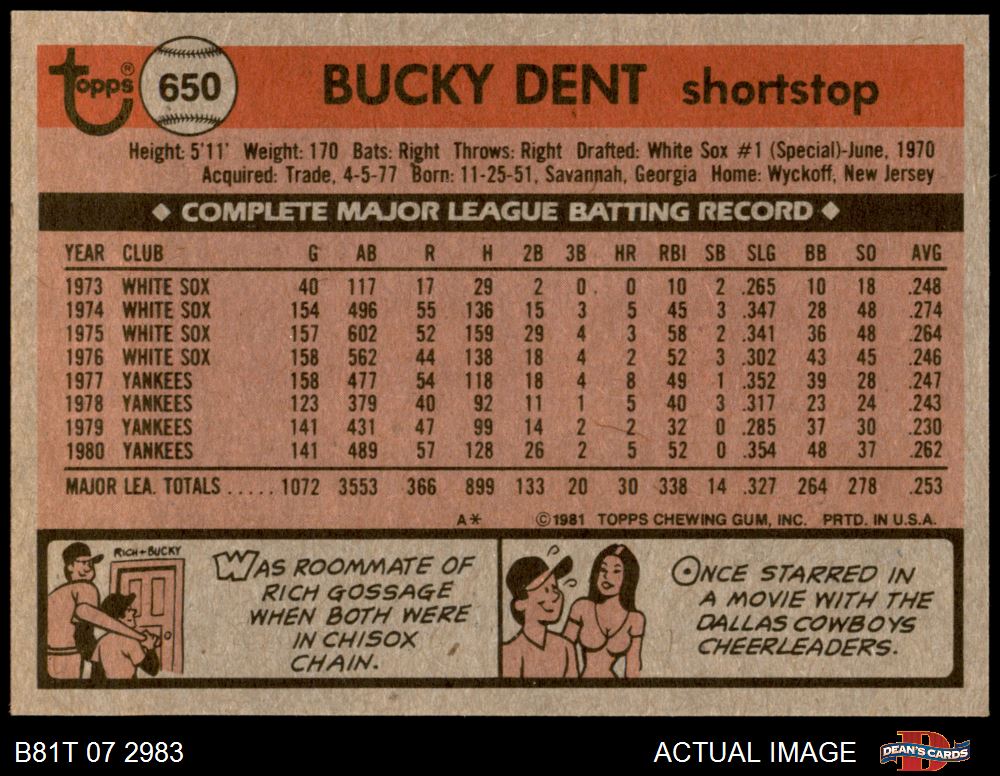 Topps® 650 BUCKY DENT shortstop
Height: 5'11' Weight: 170 Bats: Right Throws: Right Drafted: White Sox #1 (Special)-June, 1970
Acquired: Trade, 4-5-77 Born: 11-25-51, Savannah, Georgia Home: Wyckoff, New Jersey
◆ COMPLETE MAJOR LEAGUE BATTING RECORD ◆
YEAR CLUB G AB R H 2B 3B HR RBI SB SLG BB SO AVG
1973 WHITE SOX 40 117 17 29 2 0 0 10 2 .265 10 18 .248
1974 WHITE SOX 154 496 55 136 15 3 5 45 3 .347 28 48 .274
1975 WHITE SOX 157 602 52 159 29 4 3 58 2 .341 36 48 .264
1976 WHITE SOX 158 562 44 138 18 4 2 52 3 .302 43 45 .246
1977 YANKEES 158 477 54 118 18 4 8 49 1 .352 39 28 .247
1978 YANKEES 123 379 40 92 11 1 5 40 3 .317 23 24 .243
1979 YANKEES 141 431 47 99 14 2 2 32 0 .285 37 30 .230
1980 YANKEES 141 489 57 128 26 2 5 52 0 .354 48 37 .262
MAJOR LEA. TOTALS ..... 1072 3553 366 899 133 20 30 338 14 .327 264 278 .253
A* ©1981 TOPPS CHEWING GUM, INC. PRTD. IN U.S.A.
RICH + BUCKY
WAS ROOMMATE OF
RICH GOSSAGE
WHEN BOTH WERE
IN CHISOX
CHAIN.
ONCE STARRED IN
A MOVIE WITH THE
DALLAS COWBOYS
CHEERLEADERS.
B81T 07 2983 ACTUAL IMAGE DEAN'S CARDS